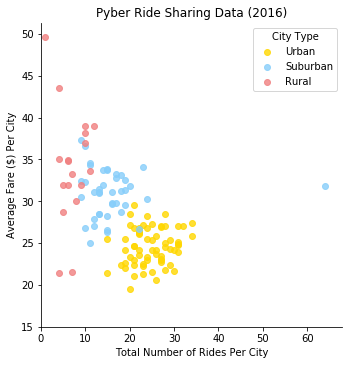 Pyber Ride Sharing Data (2016)
City Type
Urban
Suburban
Rural
Average Fare ($) Per City
50
45
40
35
30
25
20
15
0 10 20 30 40 50 60
Total Number of Rides Per City